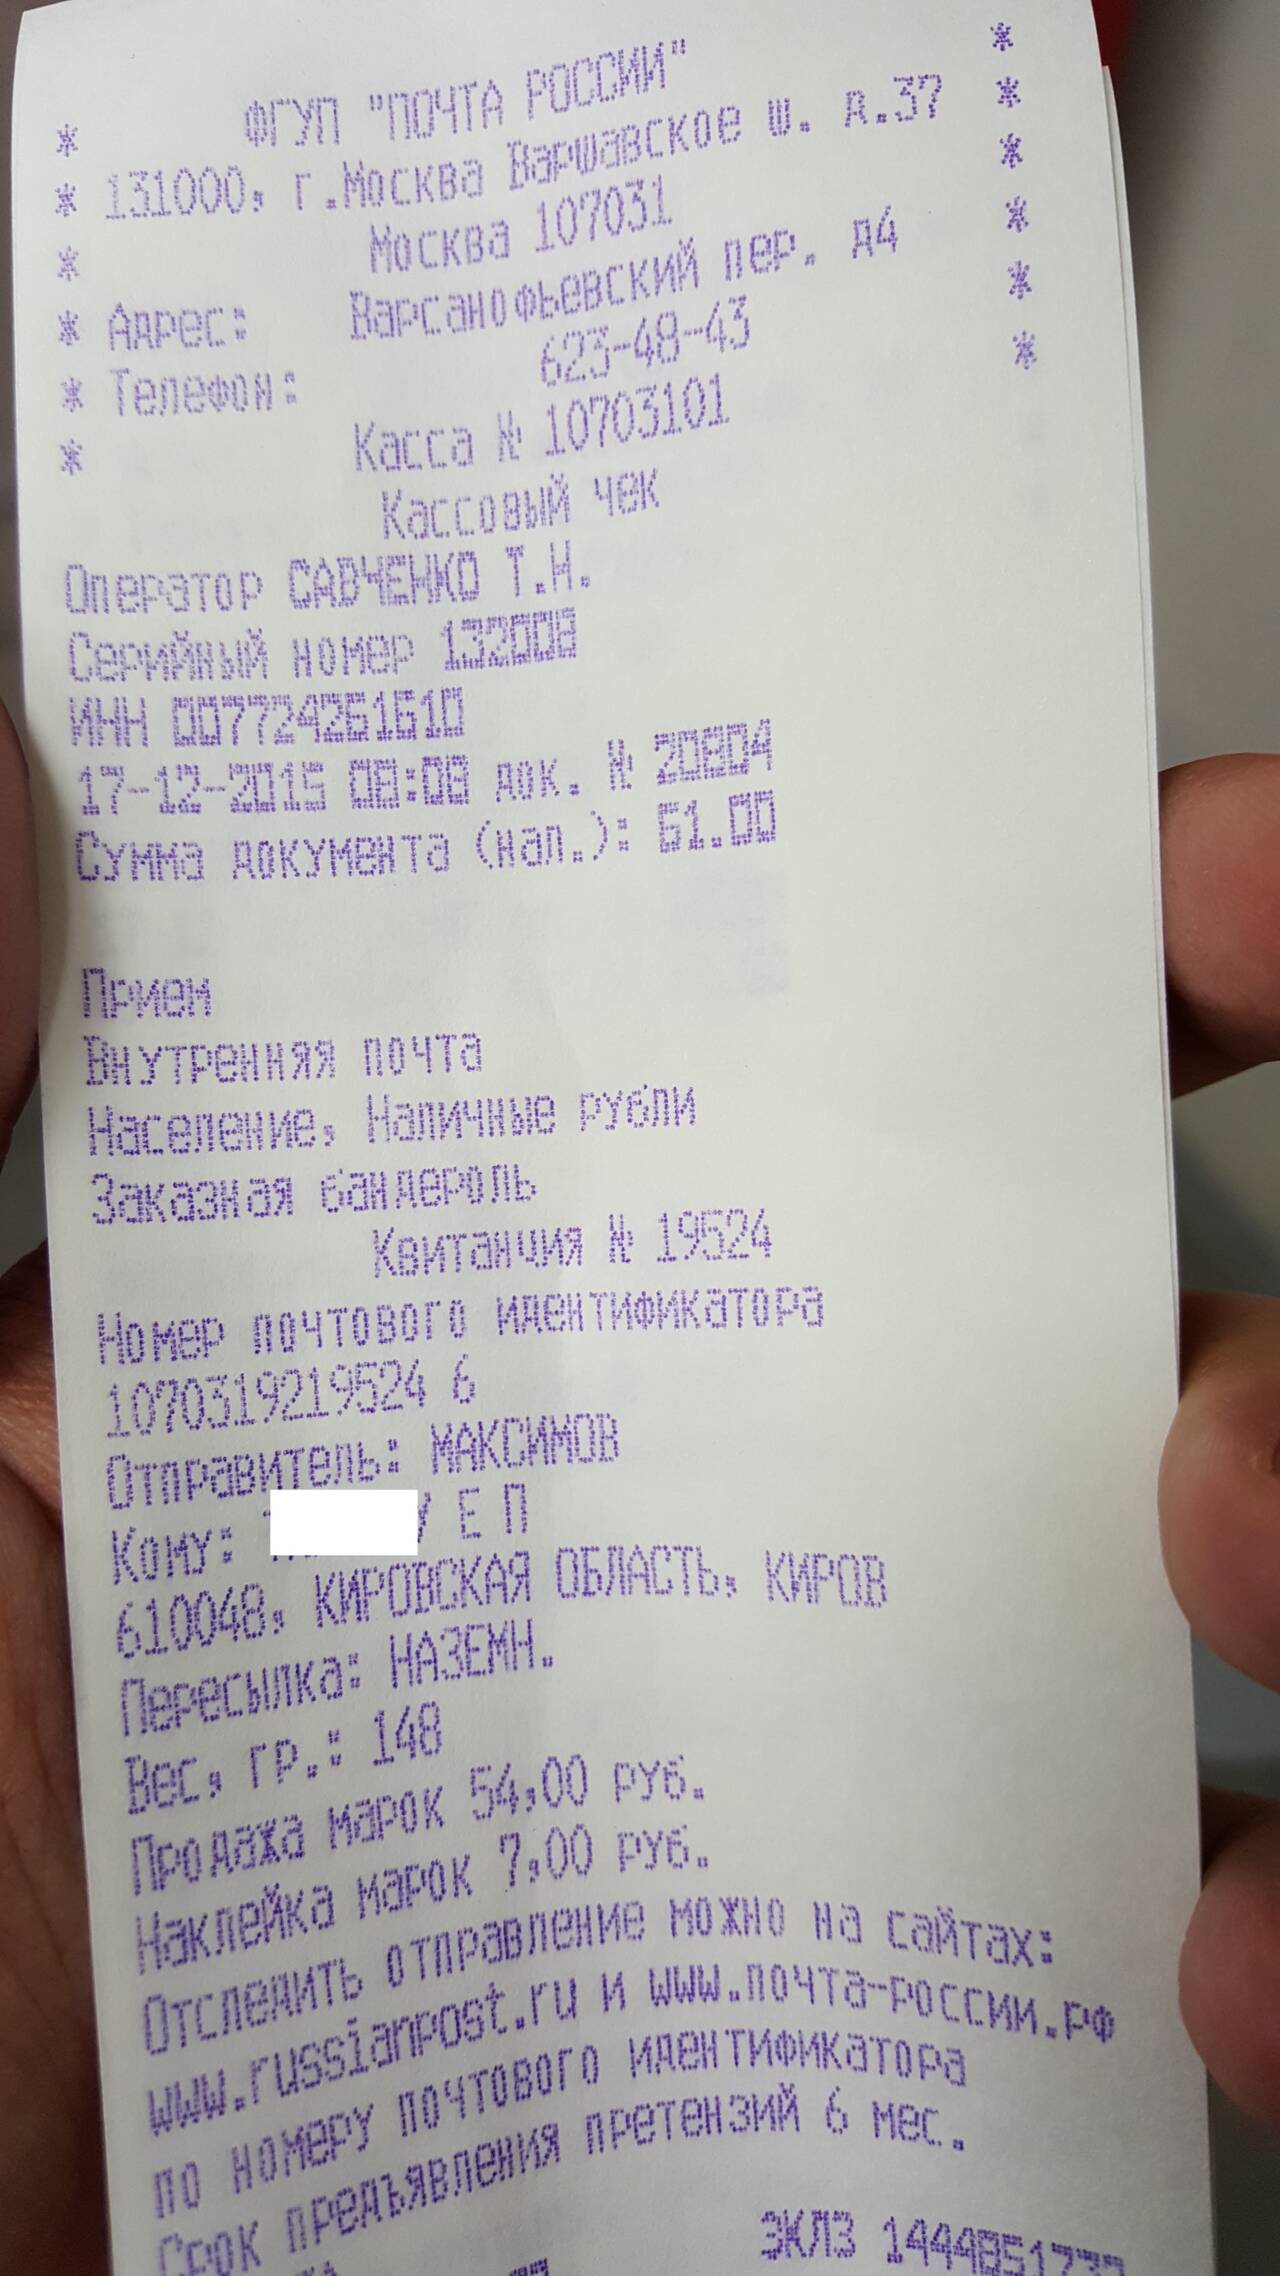 ФГУП "ПОЧТА РОССИИ" *
* 131000, г.Москва Варшавское ш. д.37 *
* Москва 107031 *
* Адрес: Варсанофьевский пер. д4 *
* Телефон: 623-48-43 *
* Касса № 10703101 *
Кассовый чек
Оператор САВЧЕНКО Т.Н.
Серийный номер 132008
ИНН 007724261610
17-12-2015 08:08 док. № 20804
Сумма документа (нал.): 61.00
Прием
Внутренняя почта
Население, Наличные рубли
Заказная бандероль
Квитанция № 19524
Номер почтового идентификатора
1070319219524 6
Отправитель: МАКСИМОВ
Кому: Е П
610048, КИРОВСКАЯ ОБЛАСТЬ, КИРОВ
Пересылка: НАЗЕМН.
Вес, гр.: 148
Продажа марок 54,00 руб.
Наклейка марок 7,00 руб.
Отследить отправление можно на сайтах:
www.russianpost.ru и www.почта-россии.рф
по номеру почтового идентификатора
Срок предъявления претензий 6 мес.
ЭКЛЗ